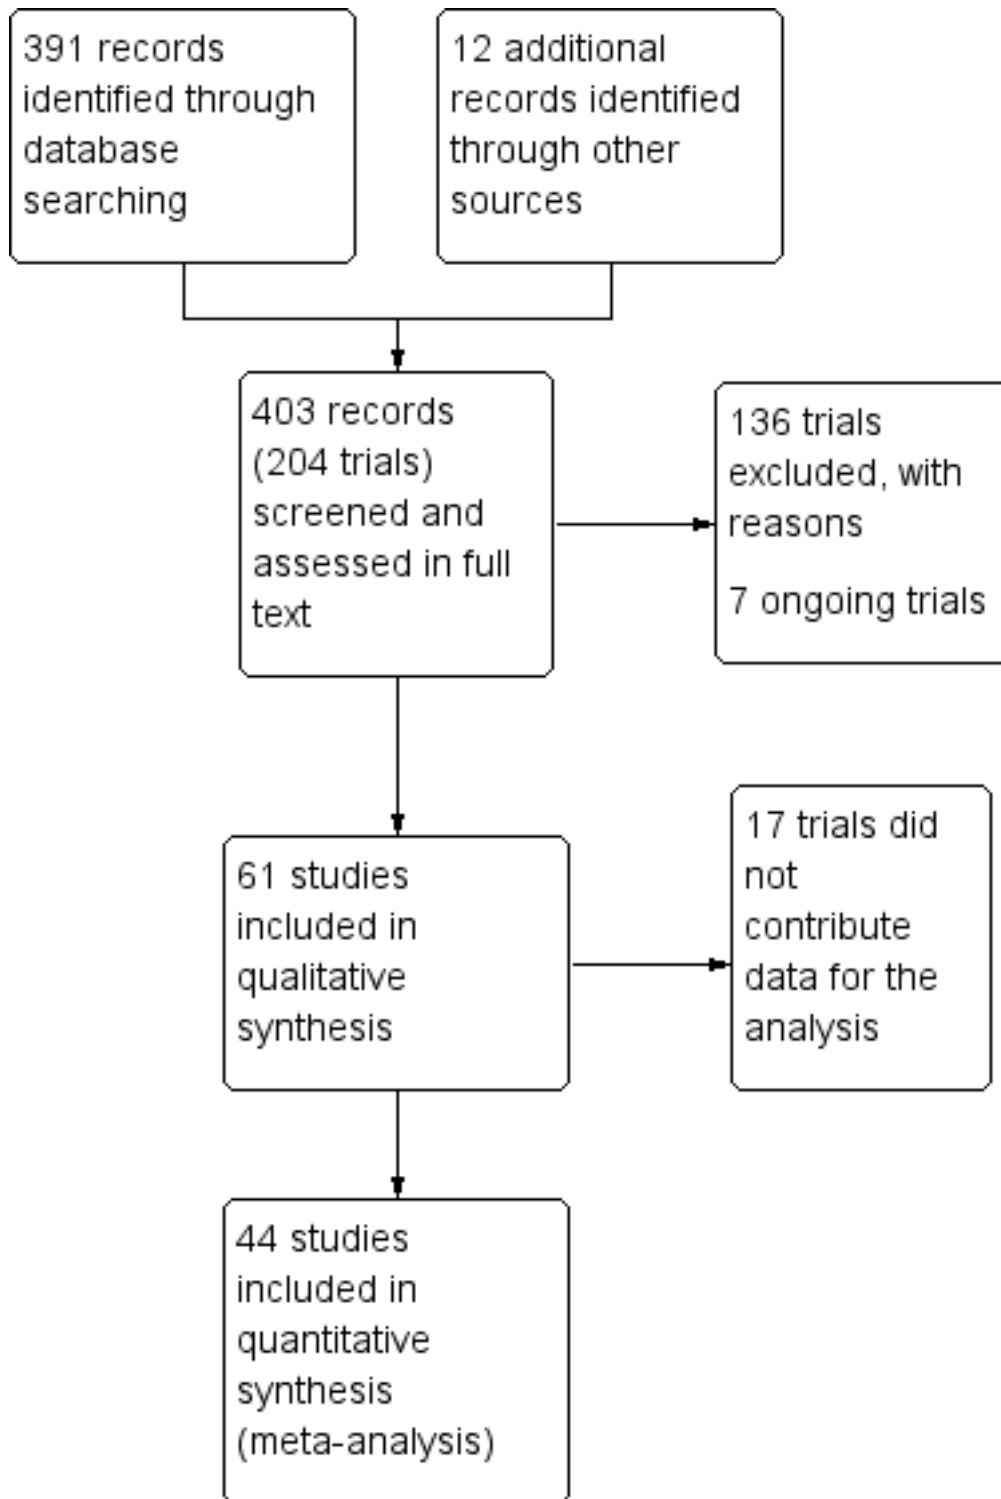 391 records
identified through
database
searching
12 additional
records identified
through other
sources
403 records
(204 trials)
screened and
assessed in full
text
136 trials
excluded, with
reasons
7 ongoing trials
61 studies
included in
qualitative
synthesis
17 trials did
not
contribute
data for the
analysis
44 studies
included in
quantitative
synthesis
(meta-analysis)